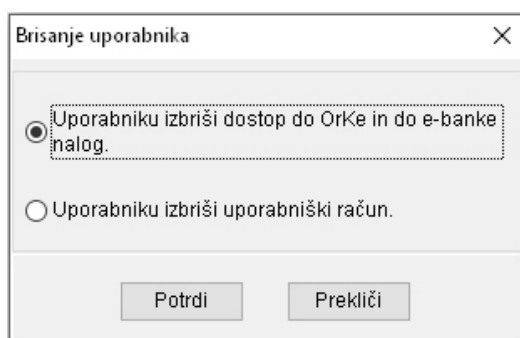 Brisanje uporabnika
Uporabniku izbriši dostop do OrKe in do e-banke
nalog.
Uporabniku izbriši uporabniški račun.
Potrdi
Prekliči